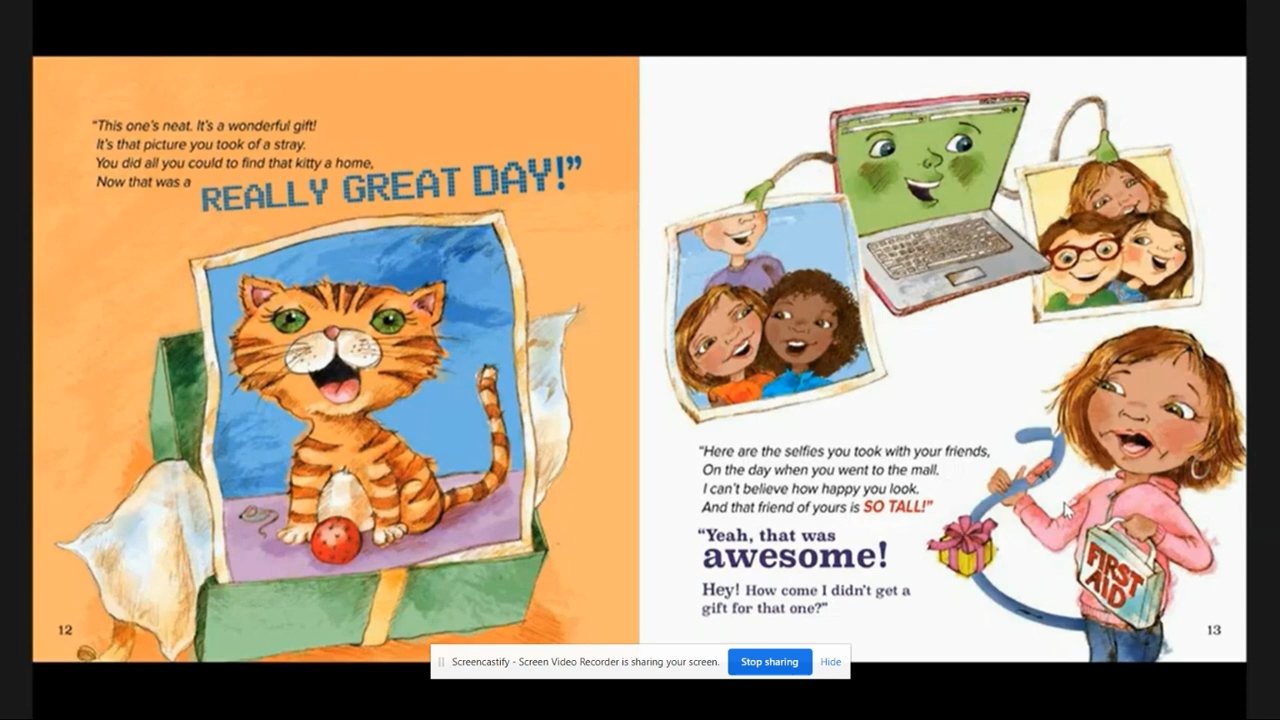 “This one’s neat. It’s a wonderful gift!
It’s that picture you took of a stray.
You did all you could to find that kitty a home,
Now that was a REALLY GREAT DAY!”
12
“Here are the selfies you took with your friends,
On the day when you went to the mall.
I can’t believe how happy you look.
And that friend of yours is SO TALL!”
“Yeah, that was
awesome!
Hey! How come I didn’t get a
gift for that one?”
FIRST
AID
13
Screencastify - Screen Video Recorder is sharing your screen.
Stop sharing
Hide